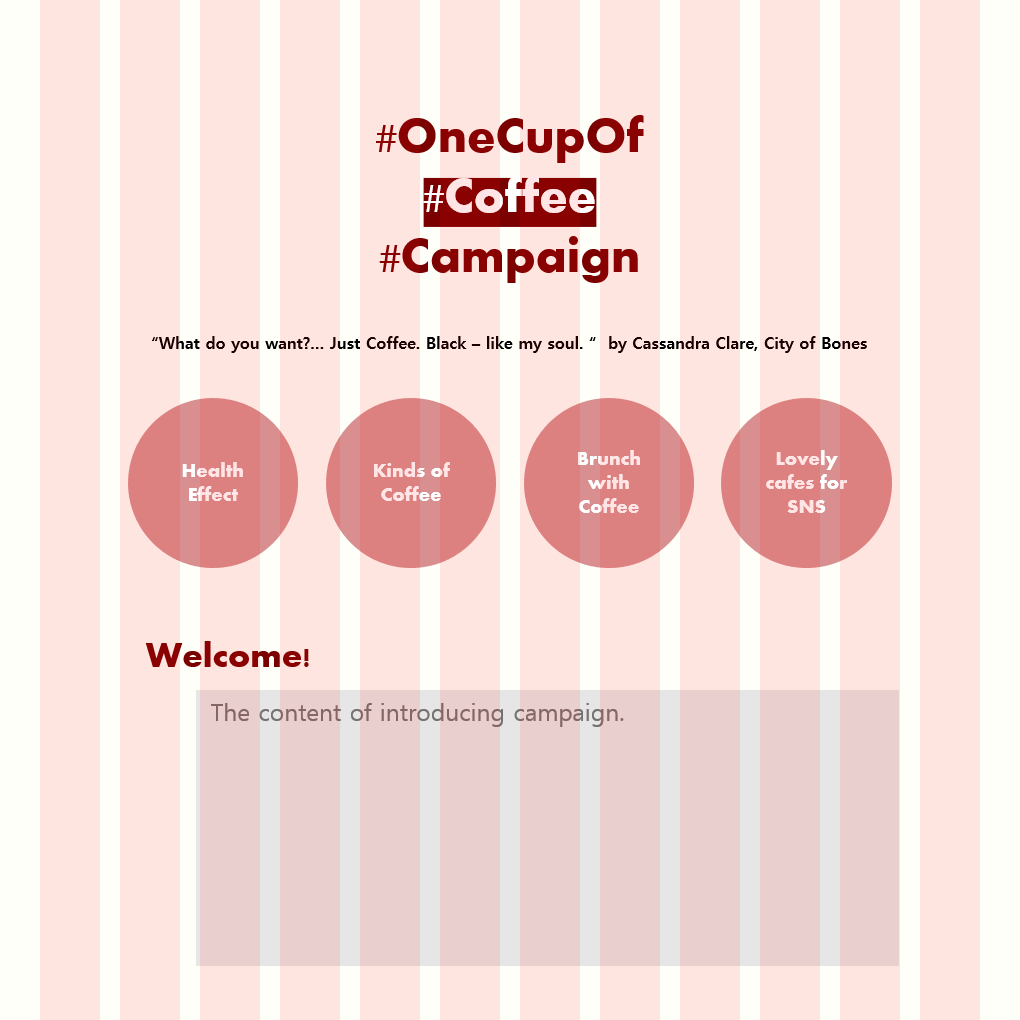 #OneCupOf
#Coffee
#Campaign
“What do you want?... Just Coffee. Black – like my soul. “  by Cassandra Clare, City of Bones
Health
Effect
Kinds of
Coffee
Brunch
with
Coffee
Lovely
cafes for
SNS
Welcome!
The content of introducing campaign.